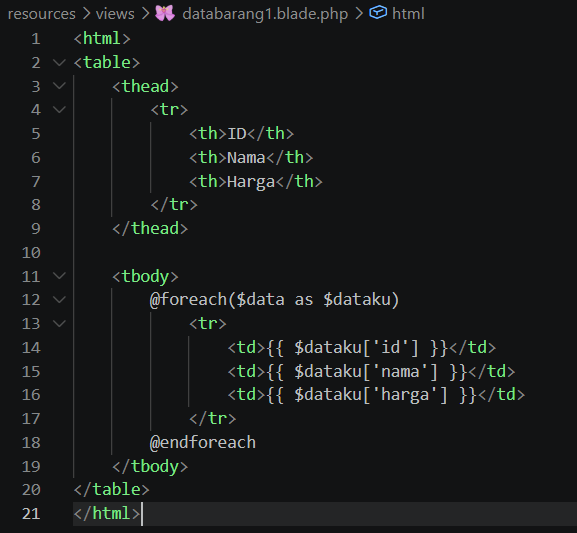 resources > views > databarang1.blade.php > html
1 <html>
2 <table>
3 <thead>
4 <tr>
5 <th>ID</th>
6 <th>Nama</th>
7 <th>Harga</th>
8 </tr>
9 </thead>
10
11 <tbody>
12 @foreach($data as $dataku)
13 <tr>
14 <td>{{ $dataku['id'] }}</td>
15 <td>{{ $dataku['nama'] }}</td>
16 <td>{{ $dataku['harga'] }}</td>
17 </tr>
18 @endforeach
19 </tbody>
20 </table>
21 </html>